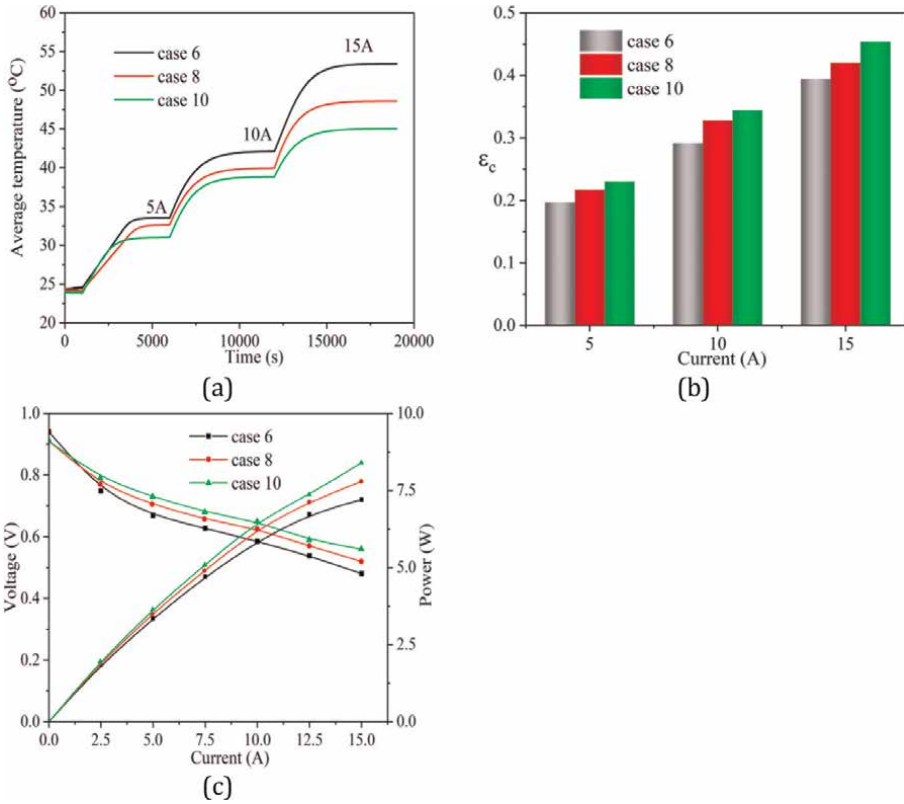 60
55
50
45
40
35
30
25
20
Average temperature (°C)
case 6
case 8
case 10
5A
10A
15A
0
5000
10000
15000
20000
Time (s)
(a)
0.5
0.4
0.3
0.2
0.1
0.0
εc
case 6
case 8
case 10
5
10
15
Current (A)
(b)
1.0
0.8
0.6
0.4
0.2
0.0
Voltage (V)
case 6
case 8
case 10
10.0
7.5
5.0
2.5
0.0
Power (W)
0.0
2.5
5.0
7.5
10.0
12.5
15.0
Current (A)
(c)